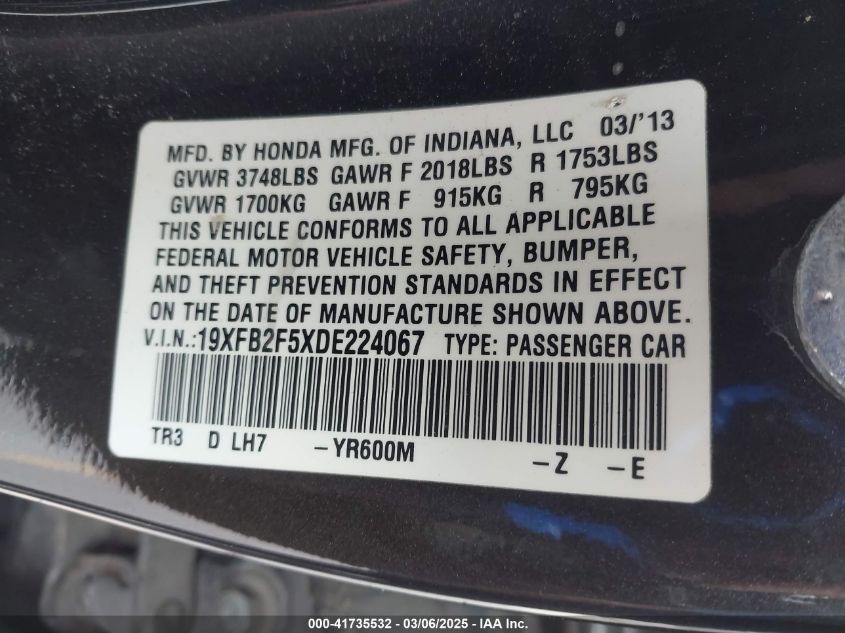 MFD. BY HONDA MFG. OF INDIANA, LLC 03/'13
GVWR 3748LBS GAWR F 2018LBS R 1753LBS
GVWR 1700KG GAWR F 915KG R 795KG
THIS VEHICLE CONFORMS TO ALL APPLICABLE
FEDERAL MOTOR VEHICLE SAFETY, BUMPER,
AND THEFT PREVENTION STANDARDS IN EFFECT
ON THE DATE OF MANUFACTURE SHOWN ABOVE.
V.I.N.:19XFB2F5XDE224067 TYPE: PASSENGER CAR
TR3 D LH7 -YR600M -Z -E
000-41735532 - 03/06/2025 - IAA Inc.